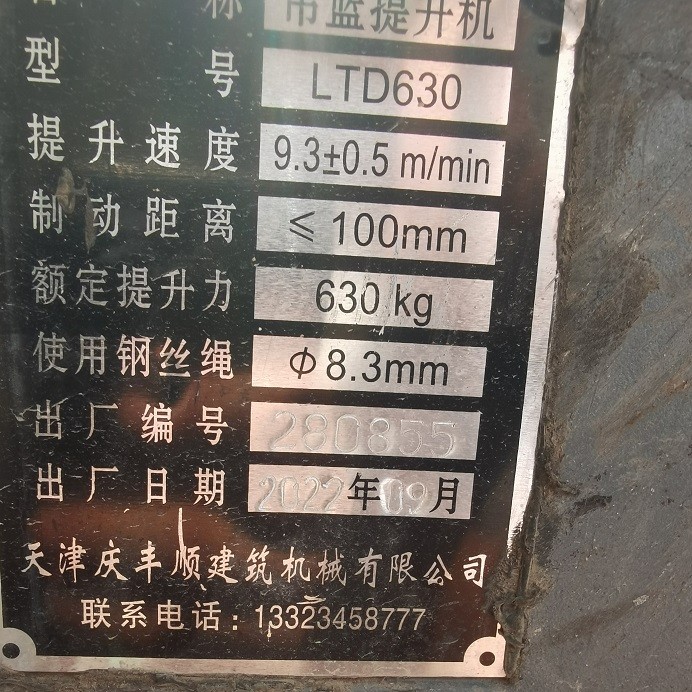 名称 吊篮提升机
型号 LTD630
提升速度 9.3±0.5 m/min
制动距离 ≤ 100mm
额定提升力 630 kg
使用钢丝绳 Φ 8.3mm
出厂编号 280855
出厂日期 2022年09月
天津庆丰顺建筑机械有限公司
联系电话：13323458777